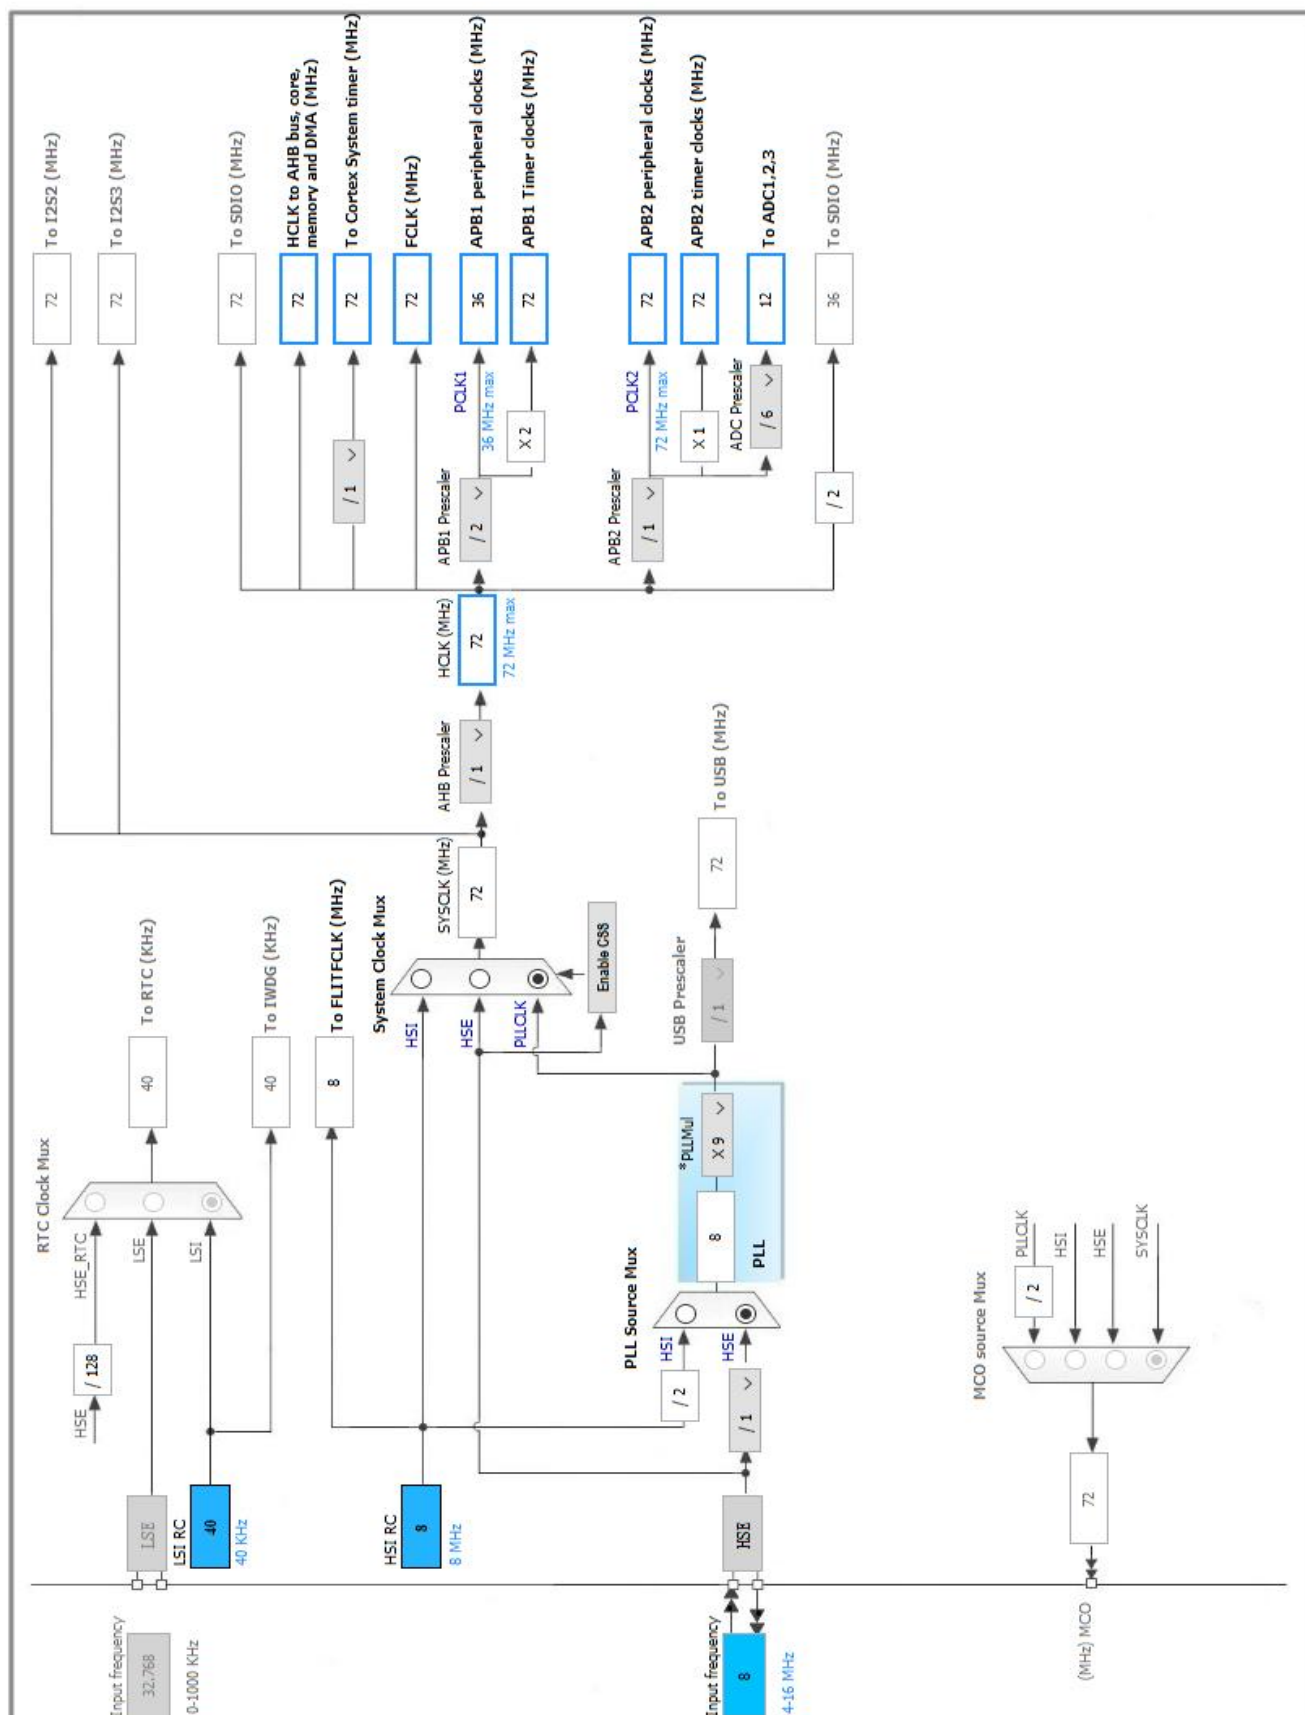 Input frequency
32.768
0-1000 KHz
LSE
LSI RC
40
40 KHz
HSE
/ 128
HSE_RTC
LSE
LSI
RTC Clock Mux
40
To RTC (KHz)
40
To IWDG (KHz)
8
To FLITFCLK (MHz)
HSI RC
8
8 MHz
System Clock Mux
HSI
HSE
PLLCLK
Enable CSS
SYSCLK (MHz)
72
AHB Prescaler
/ 1
HCLK (MHz)
72
72 MHz max
72
To I2S2 (MHz)
72
To I2S3 (MHz)
72
To SDIO (MHz)
72
HCLK to AHB bus, core,
memory and DMA (MHz)
/ 1
72
To Cortex System timer (MHz)
72
FCLK (MHz)
APB1 Prescaler
/ 2
PCLK1
36 MHz max
36
APB1 peripheral clocks (MHz)
X 2
72
APB1 Timer clocks (MHz)
APB2 Prescaler
/ 1
PCLK2
72 MHz max
72
APB2 peripheral clocks (MHz)
X 1
72
APB2 timer clocks (MHz)
ADC Prescaler
/ 6
12
To ADC1,2,3
/ 2
36
To SDIO (MHz)
Input frequency
8
4-16 MHz
HSE
/ 1
/ 2
PLL Source Mux
HSI
HSE
8
*PLLMul
X 9
PLL
USB Prescaler
/ 1
72
To USB (MHz)
MCO source Mux
/ 2
PLLCLK
HSI
HSE
SYSCLK
72
(MHz) MCO